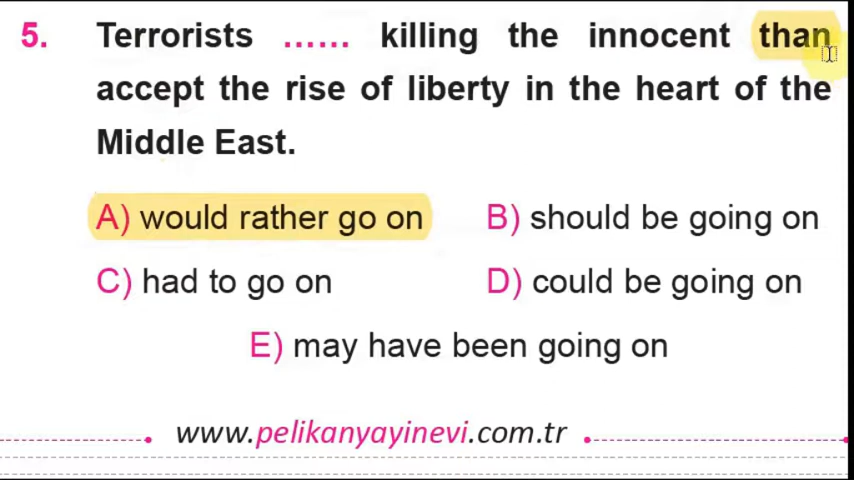 5. Terrorists ...... killing the innocent than
accept the rise of liberty in the heart of the
Middle East.
A) would rather go on B) should be going on
C) had to go on D) could be going on
E) may have been going on
www.pelikanyayinevi.com.tr